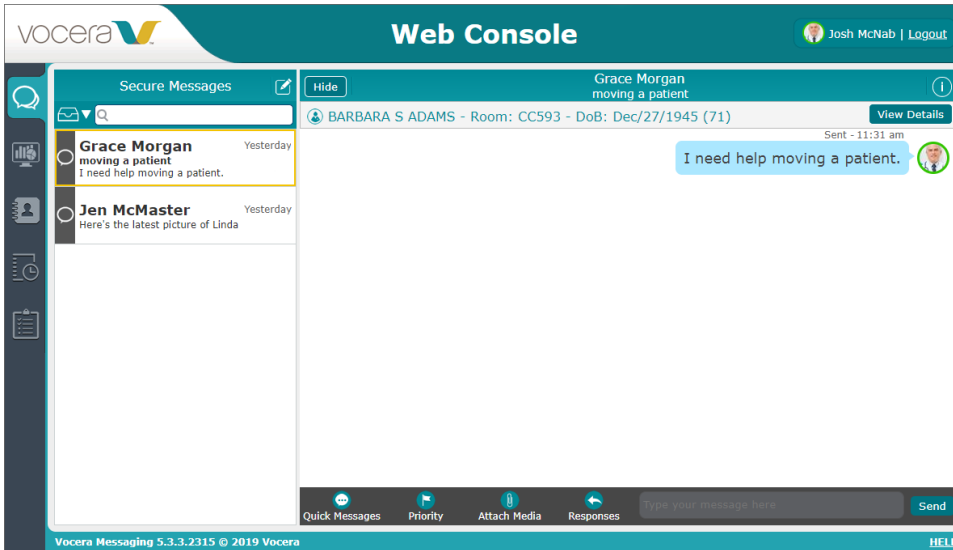 vocera
Web Console
Josh McNab | Logout
Secure Messages
Hide
Grace Morgan
moving a patient
BARBARA S ADAMS - Room: CC593 - DoB: Dec/27/1945 (71)
View Details
Grace Morgan
Yesterday
moving a patient
I need help moving a patient.
Jen McMaster
Yesterday
Here's the latest picture of Linda
Sent - 11:31 am
I need help moving a patient.
Quick Messages
Priority
Attach Media
Responses
Type your message here
Send
Vocera Messaging 5.3.3.2315 © 2019 Vocera
HELP